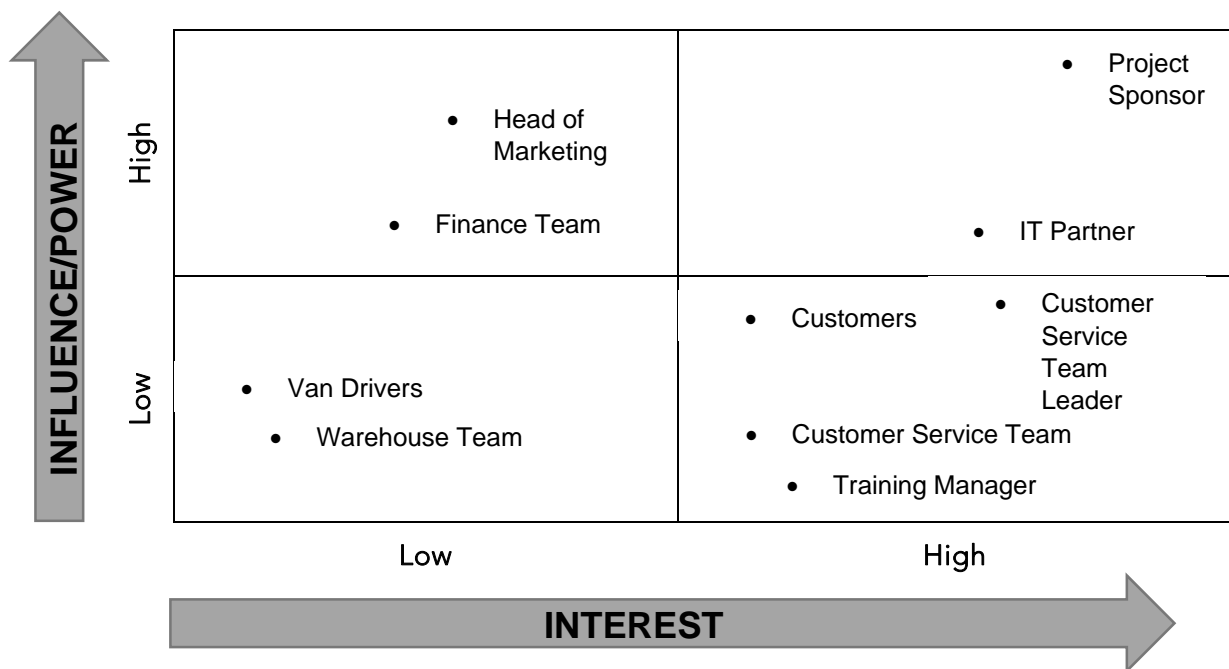 INFLUENCE/POWER
High
Low
• Head of
Marketing
• Finance Team
• Project
Sponsor
• IT Partner
• Van Drivers
• Warehouse Team
• Customers
• Customer
Service
Team
Leader
• Customer Service Team
• Training Manager
Low
High
INTEREST